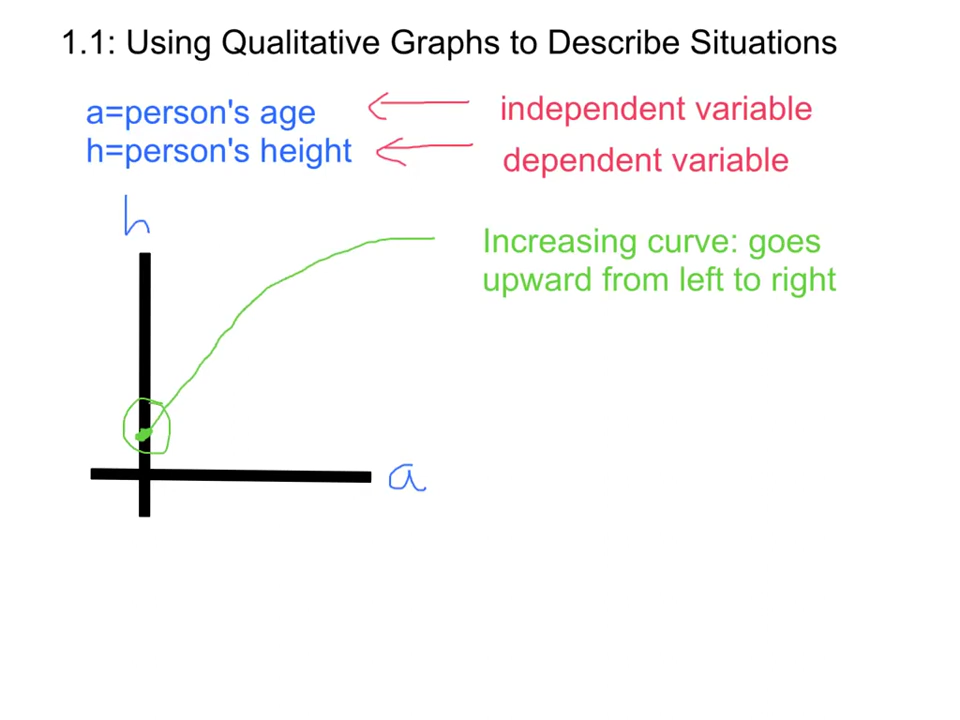 1.1: Using Qualitative Graphs to Describe Situations
a=person's age
independent variable
h=person's height
dependent variable
h
Increasing curve: goes
upward from left to right
a